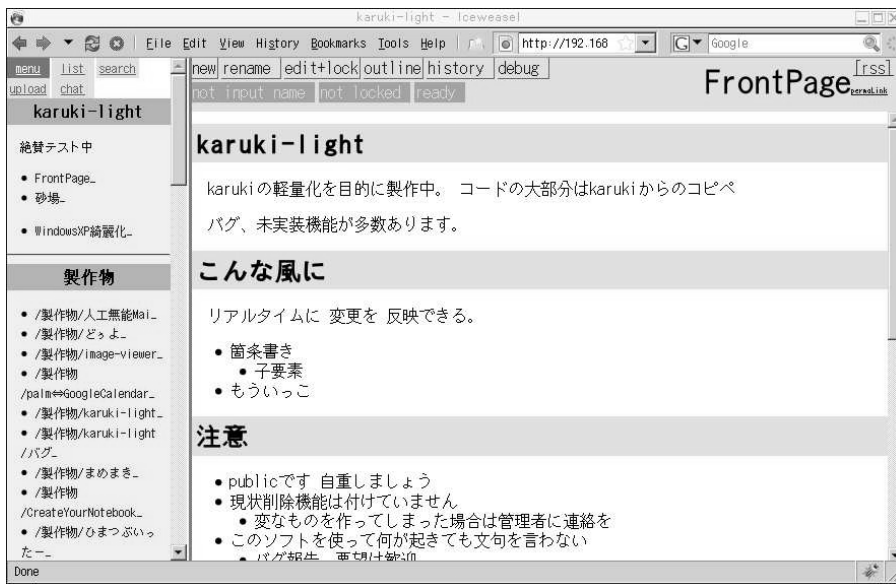 karuki-light - Iceweasel
File Edit View History Bookmarks Tools Help http://192.168 Google
menu list search
upload chat
karuki-light
絶賛テスト中
• FrontPage_
• 砂場_
• WindowsXP綺麗化_
製作物
• /製作物/人工無能Mai_
• /製作物/どぅよ_
• /製作物/image-viewer_
• /製作物
/palm⇔GoogleCalendar_
• /製作物/karuki-light_
• /製作物/karuki-light
/バグ_
• /製作物/まめまき_
• /製作物
/CreateYourNotebook_
• /製作物/ひまつぶいっ
たー_
new rename edit+lock outline history debug
not input name not locked ready
FrontPage
[rss]
permaLink
karuki-light
karukiの軽量化を目的に製作中。 コードの大部分はkarukiからのコピペ
バグ、未実装機能が多数あります。
こんな風に
リアルタイムに 変更を 反映できる。
• 箇条書き
• 子要素
• もういっこ
注意
• publicです 自重しましょう
• 現状削除機能は付けていません
• 変なものを作ってしまった場合は管理者に連絡を
• このソフトを使って何が起きても文句を言わない
• バグ報告、要望は歓迎
Done